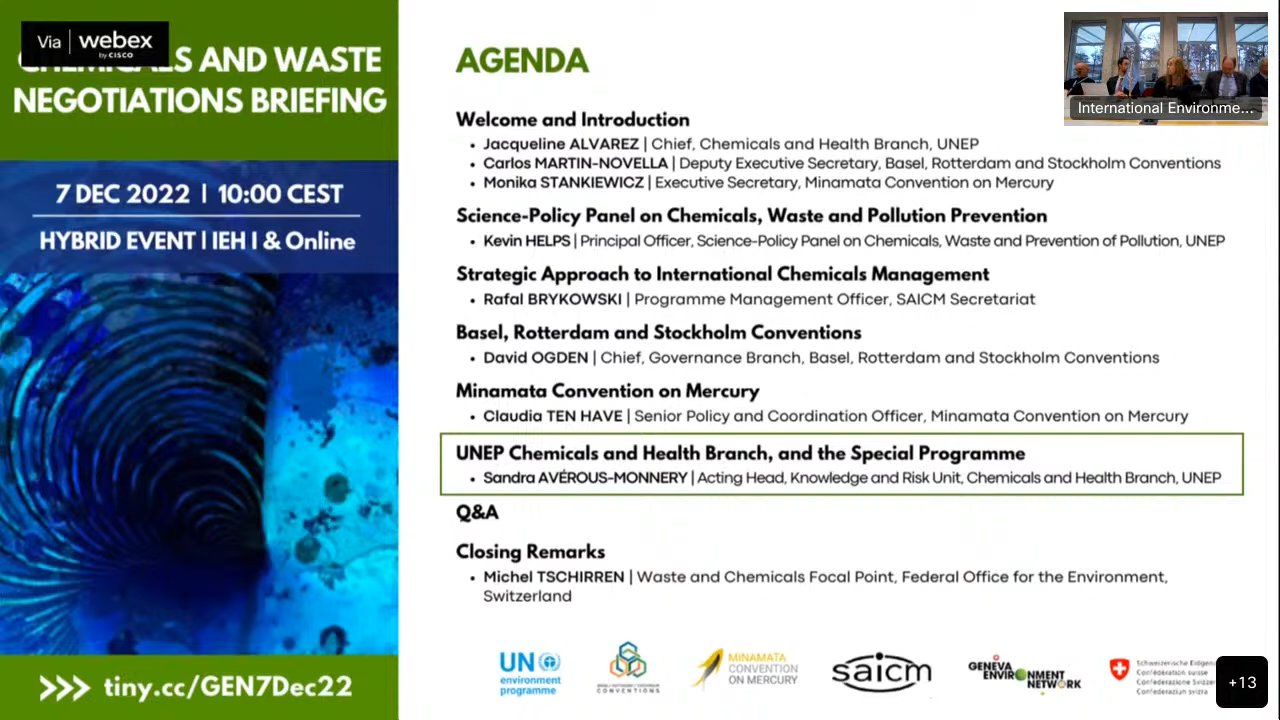 Via webex
by CISCO
CHEMICALS AND WASTE
NEGOTIATIONS BRIEFING
7 DEC 2022 | 10:00 CEST
HYBRID EVENT | IEH I & Online
>>> tiny.cc/GEN7Dec22
AGENDA
Welcome and Introduction
• Jacqueline ALVAREZ | Chief, Chemicals and Health Branch, UNEP
• Carlos MARTIN-NOVELLA | Deputy Executive Secretary, Basel, Rotterdam and Stockholm Conventions
• Monika STANKIEWICZ | Executive Secretary, Minamata Convention on Mercury
Science-Policy Panel on Chemicals, Waste and Pollution Prevention
• Kevin HELPS | Principal Officer, Science-Policy Panel on Chemicals, Waste and Prevention of Pollution, UNEP
Strategic Approach to International Chemicals Management
• Rafal BRYKOWSKI | Programme Management Officer, SAICM Secretariat
Basel, Rotterdam and Stockholm Conventions
• David OGDEN | Chief, Governance Branch, Basel, Rotterdam and Stockholm Conventions
Minamata Convention on Mercury
• Claudia TEN HAVE | Senior Policy and Coordination Officer, Minamata Convention on Mercury
UNEP Chemicals and Health Branch, and the Special Programme
• Sandra AVÉROUS-MONNERY | Acting Head, Knowledge and Risk Unit, Chemicals and Health Branch, UNEP
Q&A
Closing Remarks
• Michel TSCHIRREN | Waste and Chemicals Focal Point, Federal Office for the Environment,
Switzerland
International Environme...
UN
environment
programme
CONVENTIONS
MINAMATA
CONVENTION
ON MERCURY
saicm
GENEVA
ENVIRONMENT
NETWORK
Confédération suisse
+13